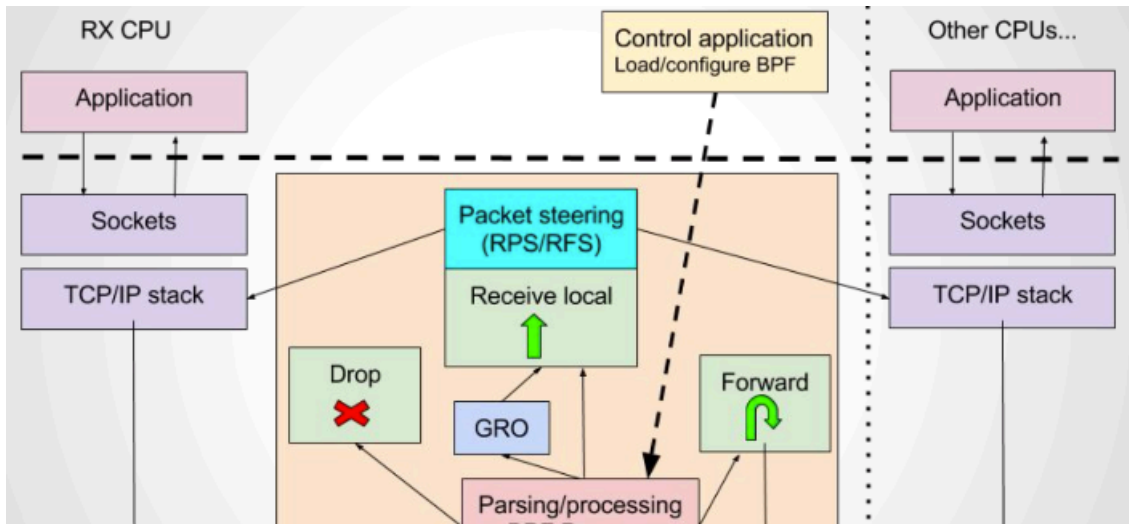 RX CPU
Control application
Load/configure BPF
Other CPUs...
Application
Application
Sockets
Packet steering
(RPS/RFS)
Sockets
TCP/IP stack
Receive local
TCP/IP stack
Drop
GRO
Forward
Parsing/processing